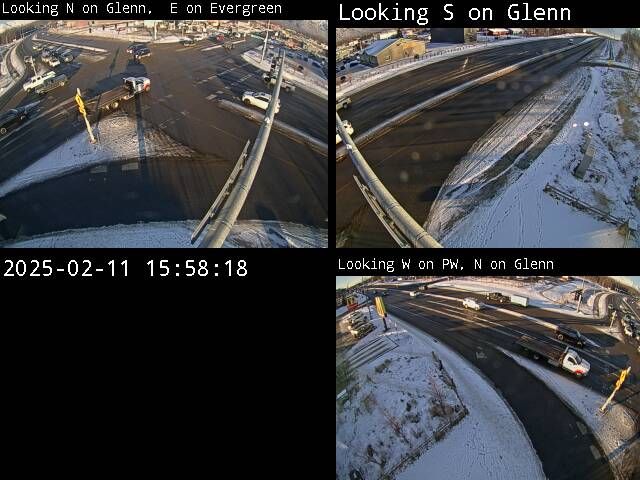 Looking N on Glenn, E on Evergreen
Looking S on Glenn
2025-02-11 15:58:18
Looking W on PW, N on Glenn